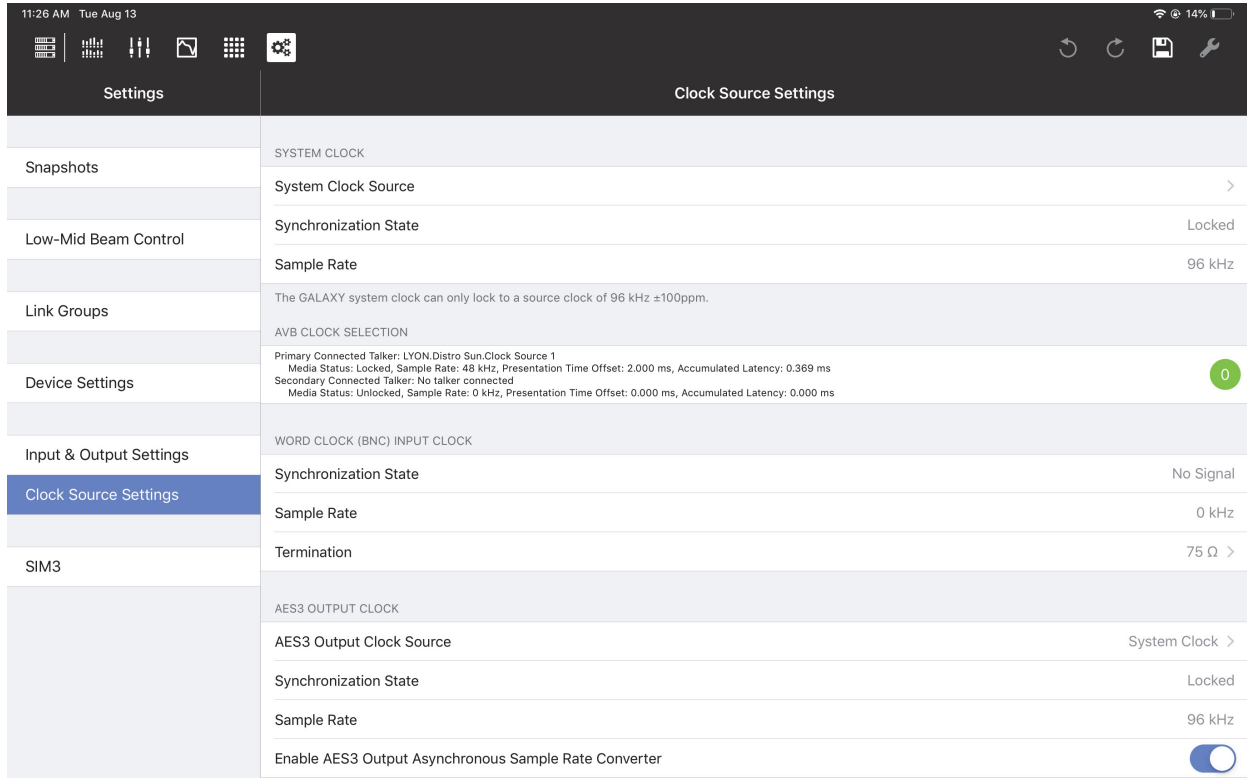 11:26 AM Tue Aug 13
14%
Settings
Clock Source Settings
Snapshots
Low-Mid Beam Control
Link Groups
Device Settings
Input & Output Settings
Clock Source Settings
SIM3
SYSTEM CLOCK
System Clock Source
Synchronization State Locked
Sample Rate 96 kHz
The GALAXY system clock can only lock to a source clock of 96 kHz ±100ppm.
AVB CLOCK SELECTION
Primary Connected Talker: LYON.Distro Sun.Clock Source 1
Media Status: Locked, Sample Rate: 48 kHz, Presentation Time Offset: 2.000 ms, Accumulated Latency: 0.369 ms
Secondary Connected Talker: No talker connected
Media Status: Unlocked, Sample Rate: 0 kHz, Presentation Time Offset: 0.000 ms, Accumulated Latency: 0.000 ms
0
WORD CLOCK (BNC) INPUT CLOCK
Synchronization State No Signal
Sample Rate 0 kHz
Termination 75 Ω
AES3 OUTPUT CLOCK
AES3 Output Clock Source System Clock
Synchronization State Locked
Sample Rate 96 kHz
Enable AES3 Output Asynchronous Sample Rate Converter